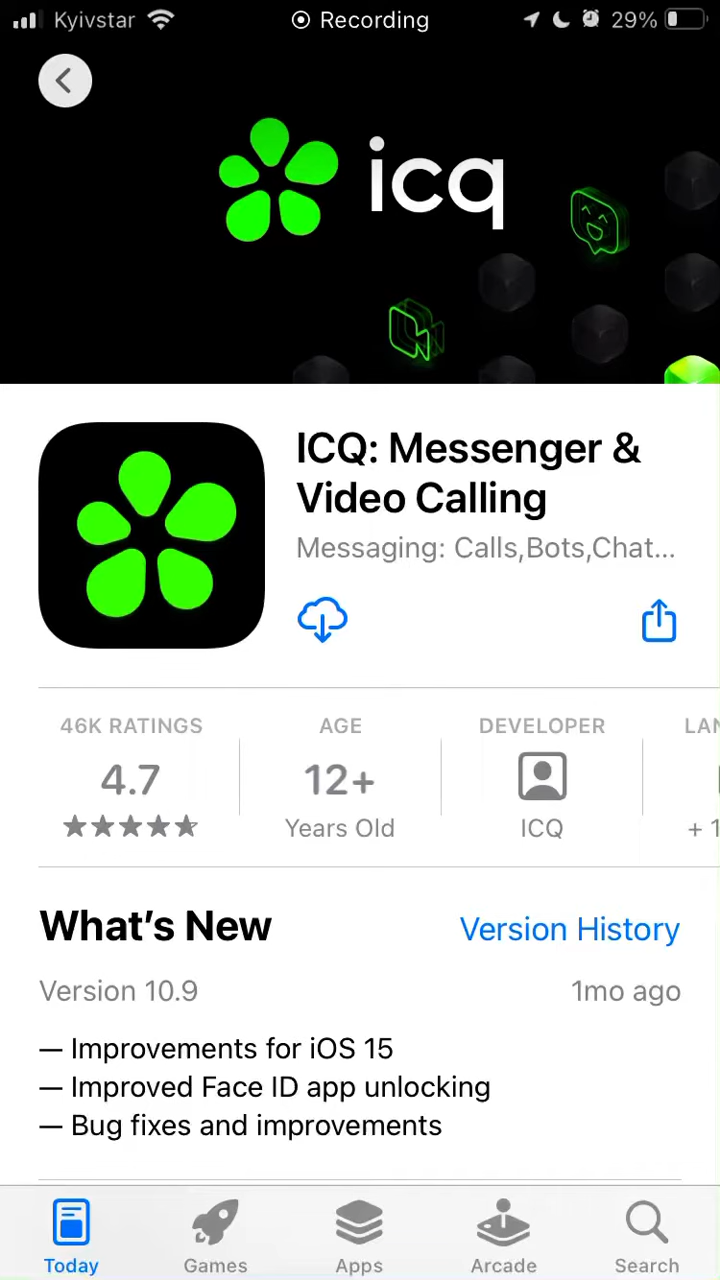 Kyivstar Recording 29%
icq
ICQ: Messenger &
Video Calling
Messaging: Calls,Bots,Chat...
46K RATINGS AGE DEVELOPER LAN
4.7 12+
Years Old ICQ + 1
What's New Version History
Version 10.9 1mo ago
— Improvements for iOS 15
— Improved Face ID app unlocking
— Bug fixes and improvements
Today Games Apps Arcade Search